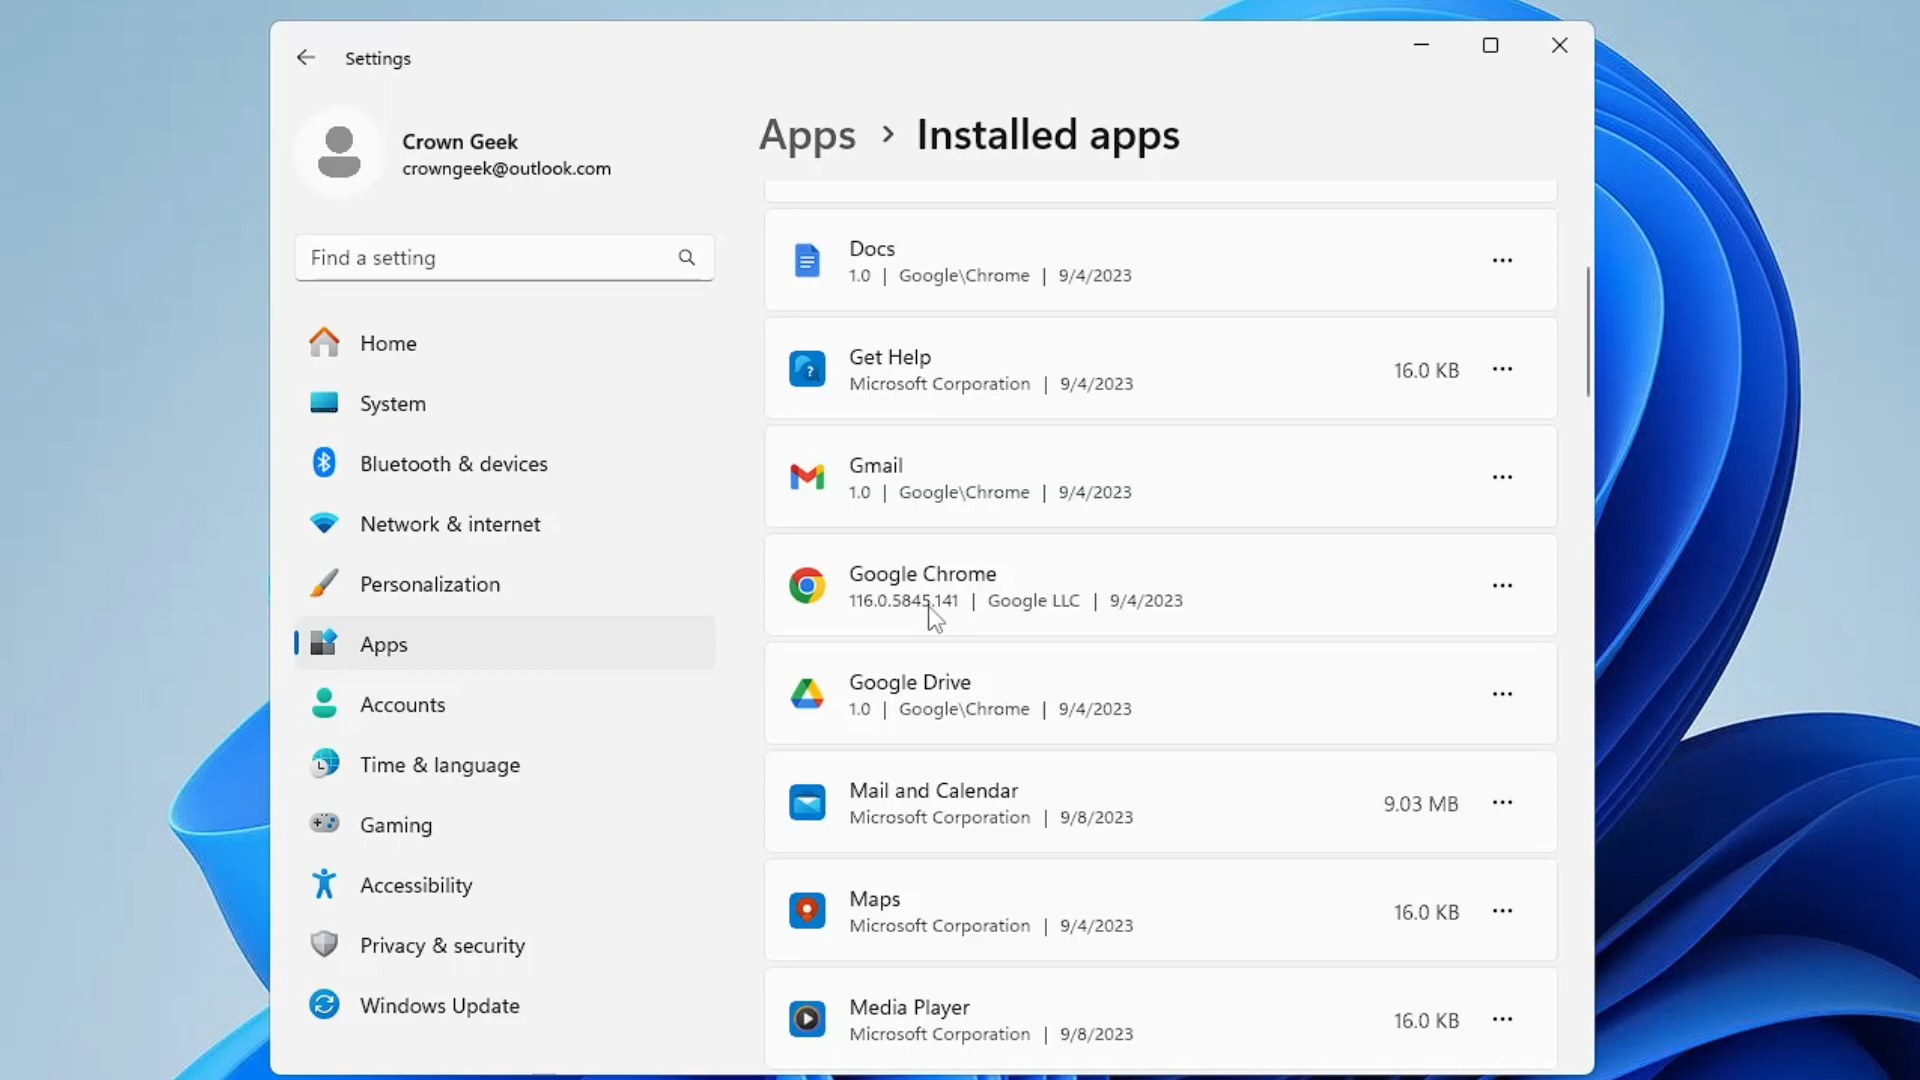 Settings
Crown Geek
crowngeek@outlook.com
Find a setting
Home
System
Bluetooth & devices
Network & internet
Personalization
Apps
Accounts
Time & language
Gaming
Accessibility
Privacy & security
Windows Update
Apps > Installed apps
Docs
1.0 | Google\Chrome | 9/4/2023
Get Help
Microsoft Corporation | 9/4/2023
16.0 KB
Gmail
1.0 | Google\Chrome | 9/4/2023
Google Chrome
116.0.5845.141 | Google LLC | 9/4/2023
Google Drive
1.0 | Google\Chrome | 9/4/2023
Mail and Calendar
Microsoft Corporation | 9/8/2023
9.03 MB
Maps
Microsoft Corporation | 9/4/2023
16.0 KB
Media Player
Microsoft Corporation | 9/8/2023
16.0 KB